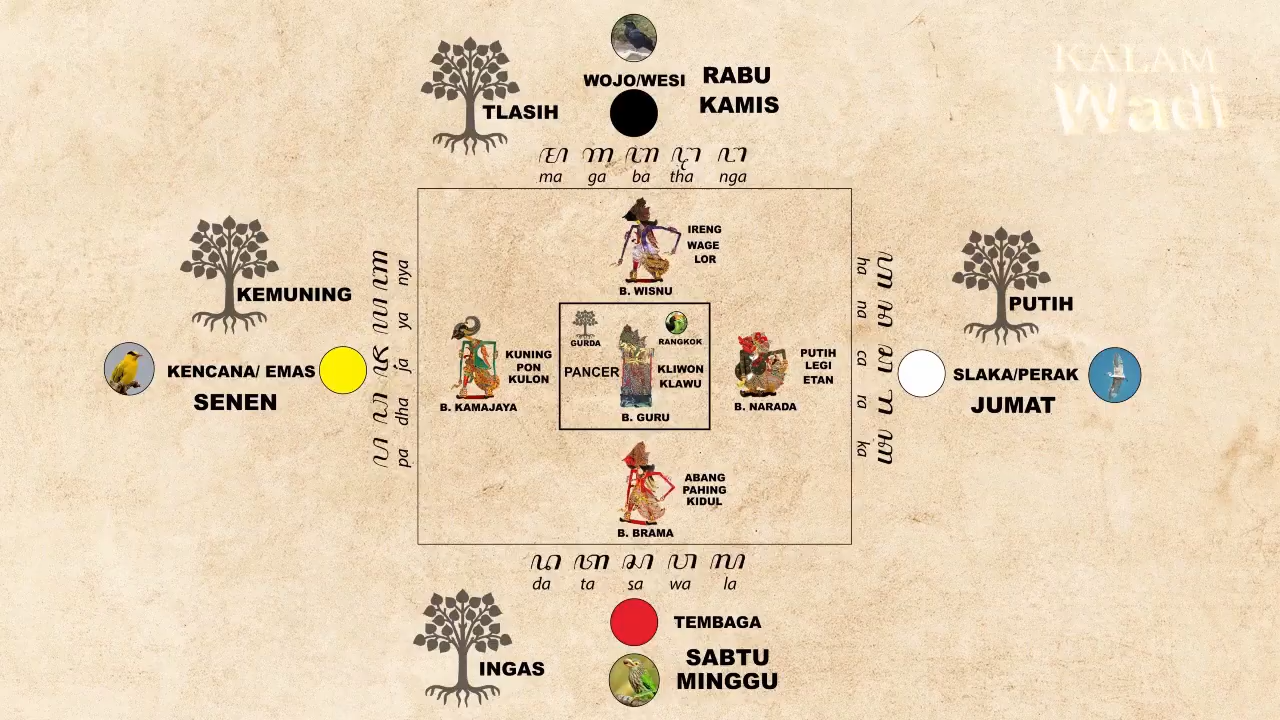 KALAM
Wadi
WOJO/WESI
RABU
KAMIS
TLASIH
ꦩ ꦒ ꦧ ꦛ ꦔ
ma ga ba tha nga
KEMUNING
KENCANA/ EMAS
SENEN
ꦥ ꦝ ꦗ ꦪ ꦚ
pa dha ja ya nya
IRENG
WAGE
LOR
B. WISNU
KUNING
PON
KULON
B. KAMAJAYA
GURDA
RANGKOK
PANCER
KLIWON
KLAWU
B. GURU
PUTIH
LEGI
ETAN
B. NARADA
ABANG
PAHING
KIDUL
B. BRAMA
ꦲ ꦤ ꦕ ꦫ ꦏ
ha na ca ra ka
PUTIH
SLAKA/PERAK
JUMAT
ꦢ ꦠ ꦱ ꦮ ꦭ
da ta sa wa la
TEMBAGA
SABTU
MINGGU
INGAS